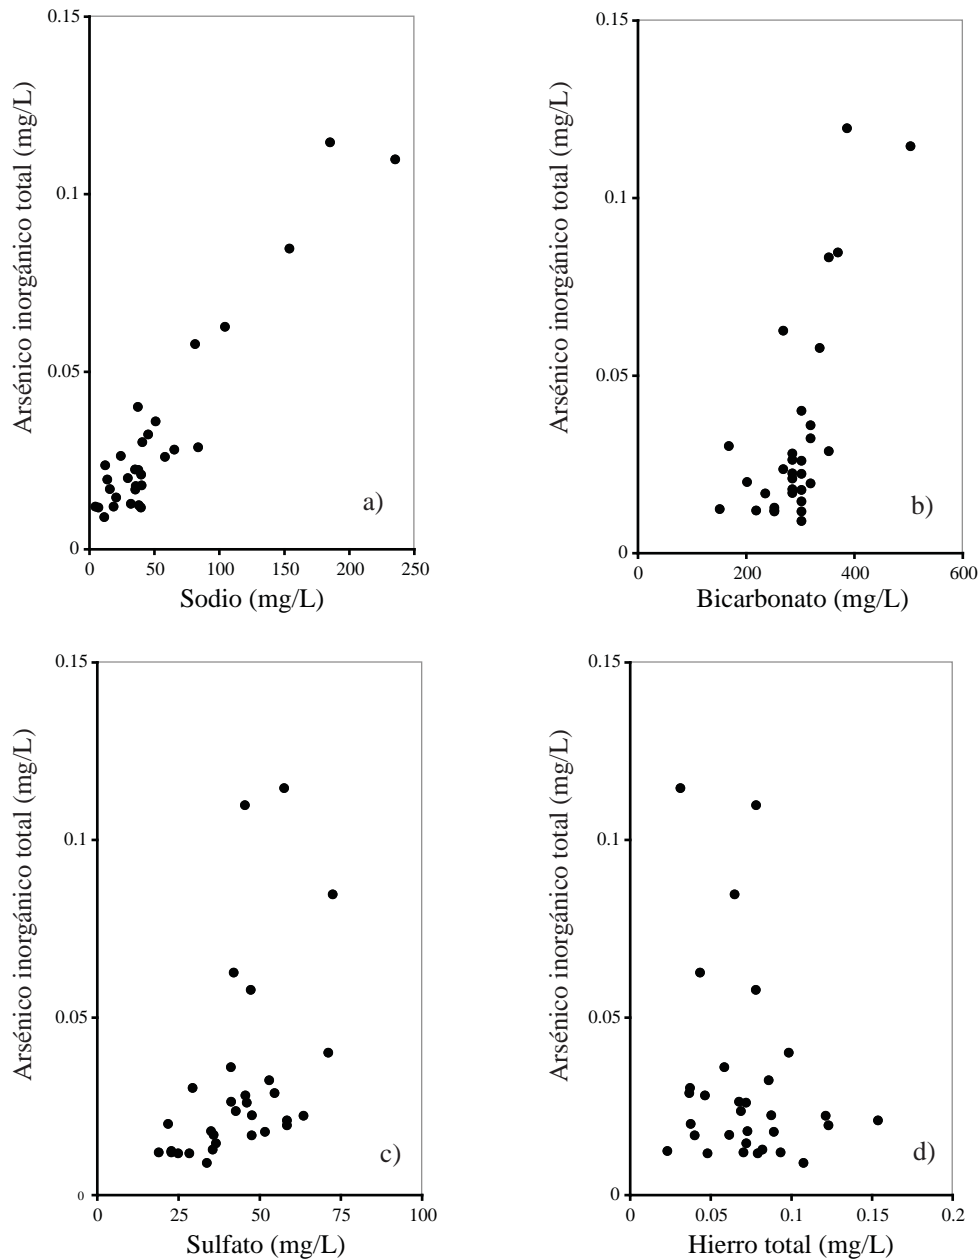 0.15
0.1
0.05
0
Arsénico inorgánico total (mg/L)
a)
0 50 100 150 200 250
Sodio (mg/L)
0.15
0.1
0.05
0
Arsénico inorgánico total (mg/L)
b)
0 200 400 600
Bicarbonato (mg/L)
0.15
0.1
0.05
0
Arsénico inorgánico total (mg/L)
c)
0 25 50 75 100
Sulfato (mg/L)
0.15
0.1
0.05
0
Arsénico inorgánico total (mg/L)
d)
0 0.05 0.1 0.15 0.2
Hierro total (mg/L)